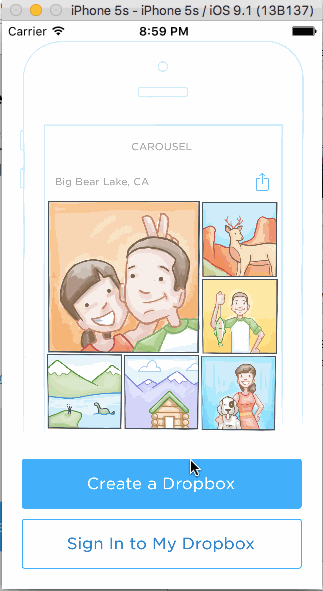 iPhone 5s - iPhone 5s / iOS 9.1 (13B137)
Carrier 8:59 PM
CAROUSEL
Big Bear Lake, CA
Create a Dropbox
Sign In to My Dropbox